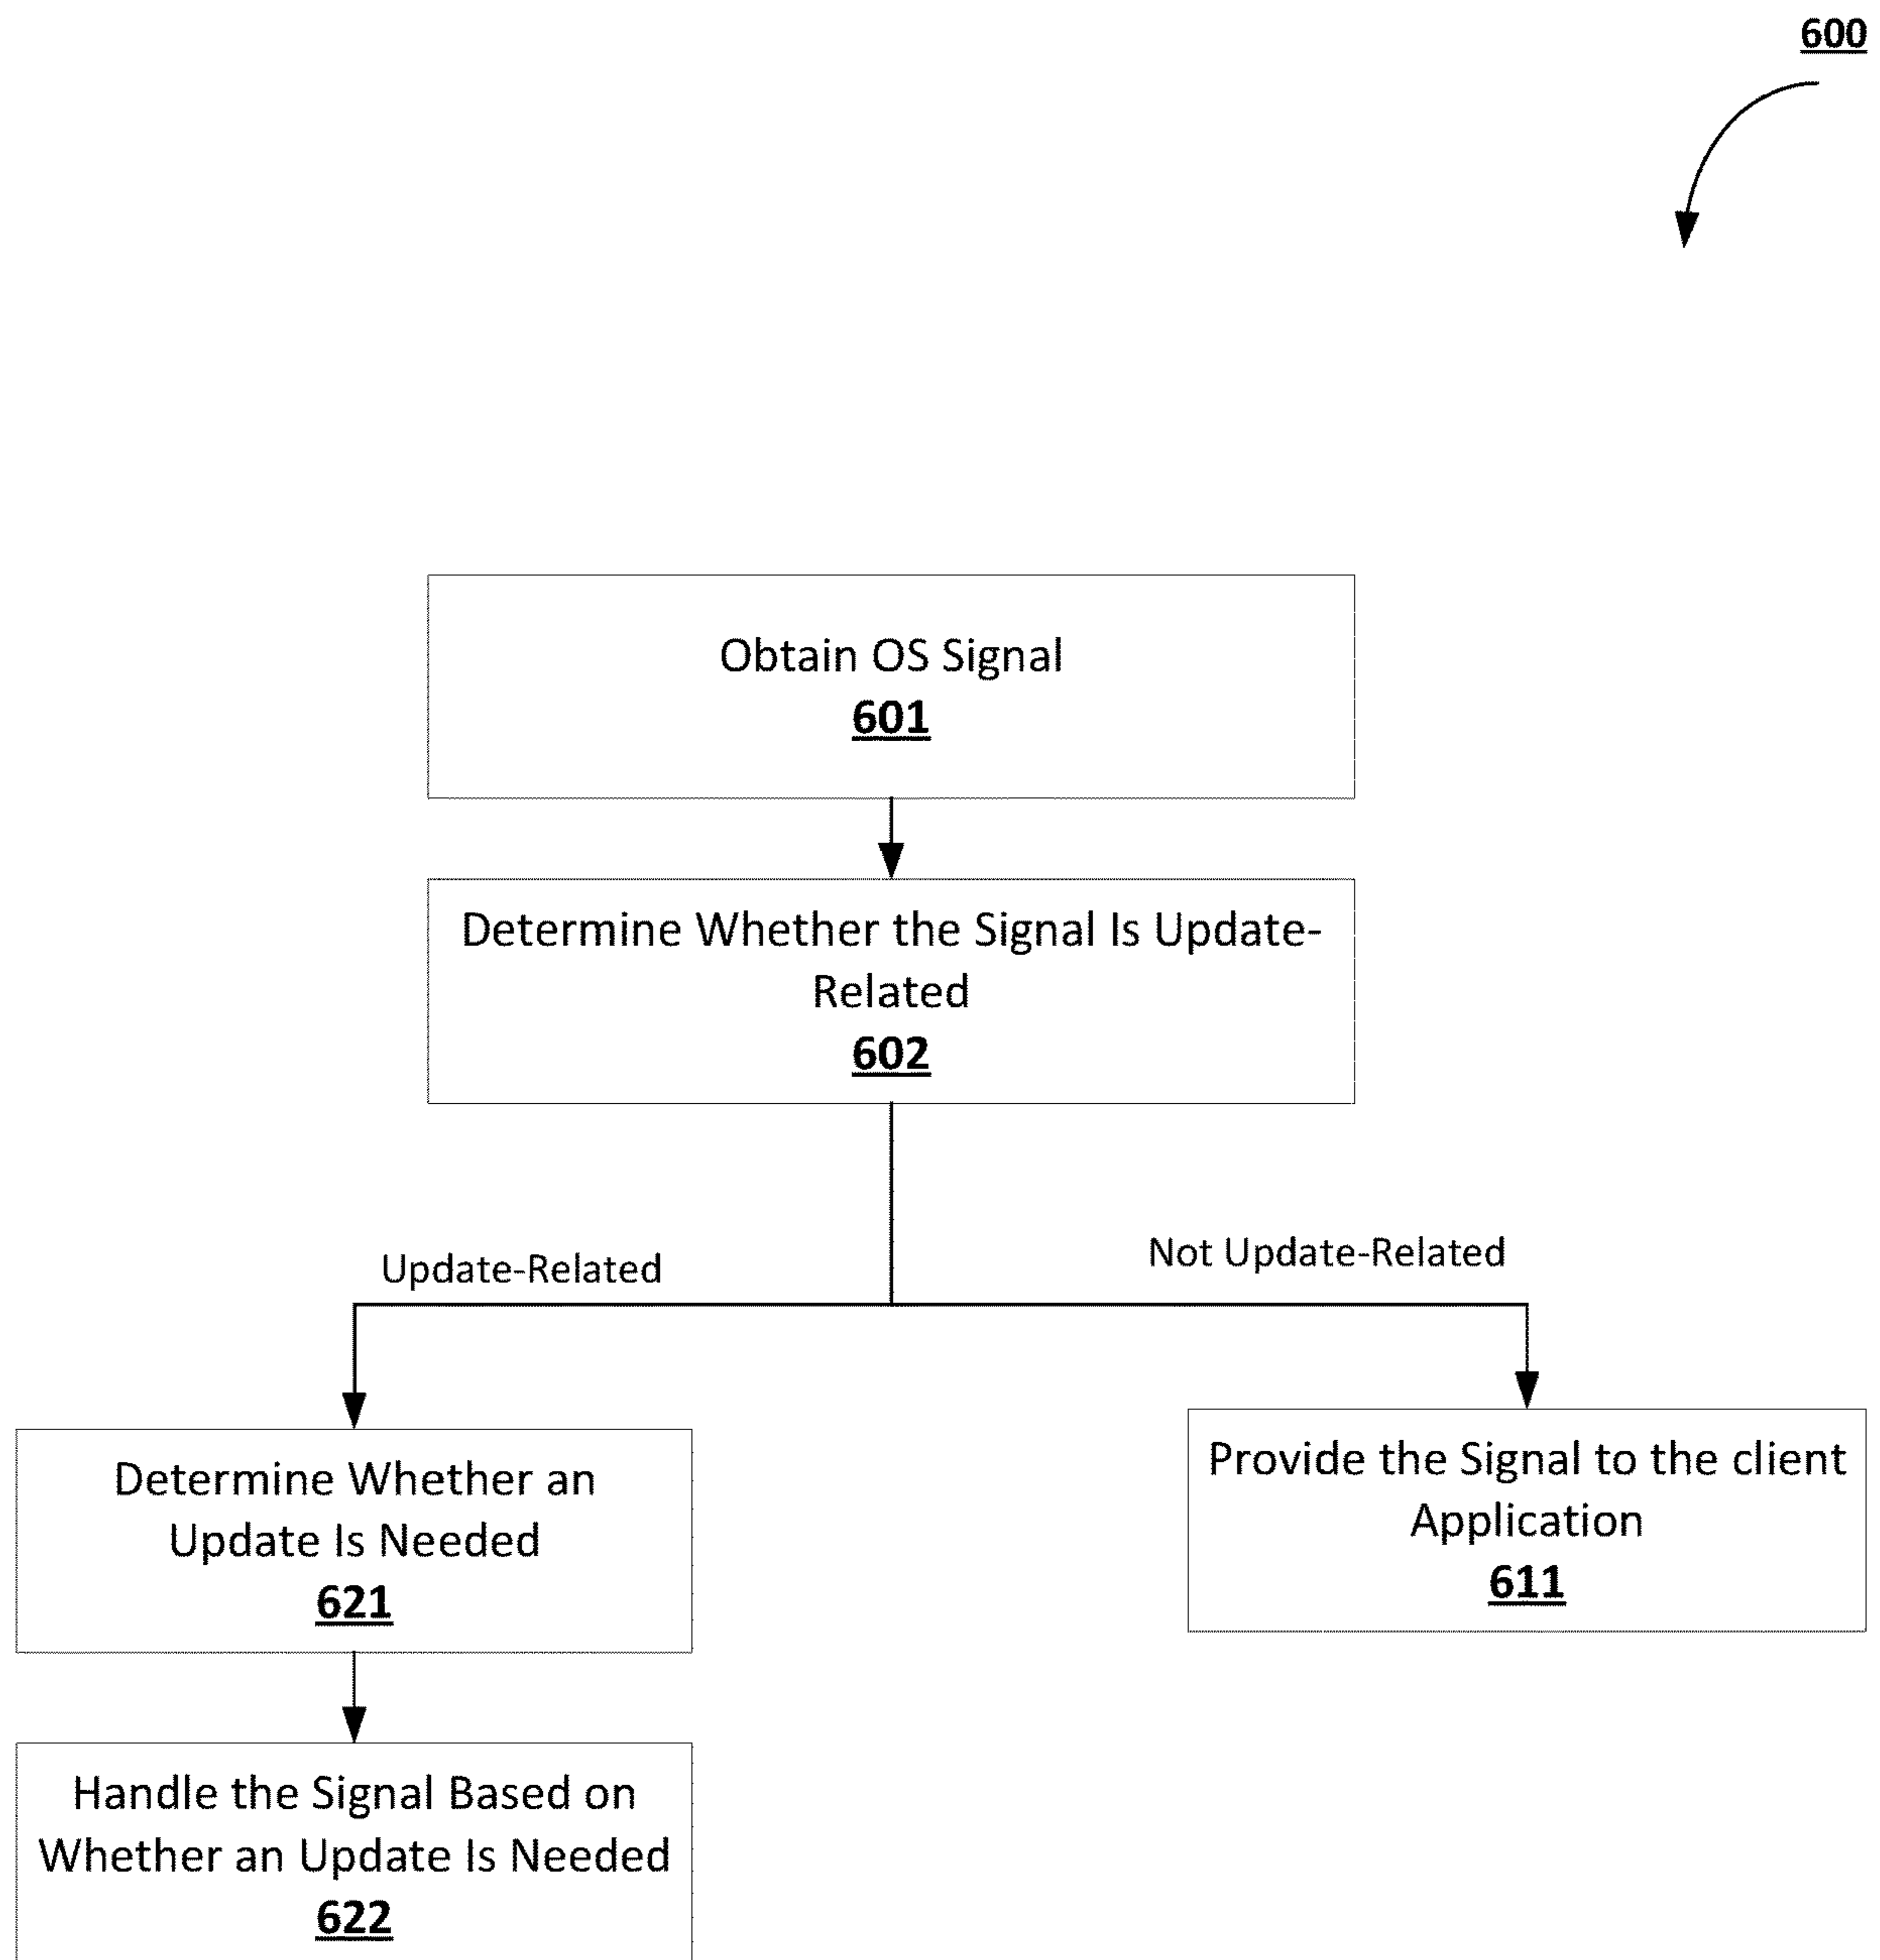 600
Obtain OS Signal
601
Determine Whether the Signal Is Update-
Related
602
Update-Related
Not Update-Related
Determine Whether an
Update Is Needed
621
Provide the Signal to the client
Application
611
Handle the Signal Based on
Whether an Update Is Needed
622